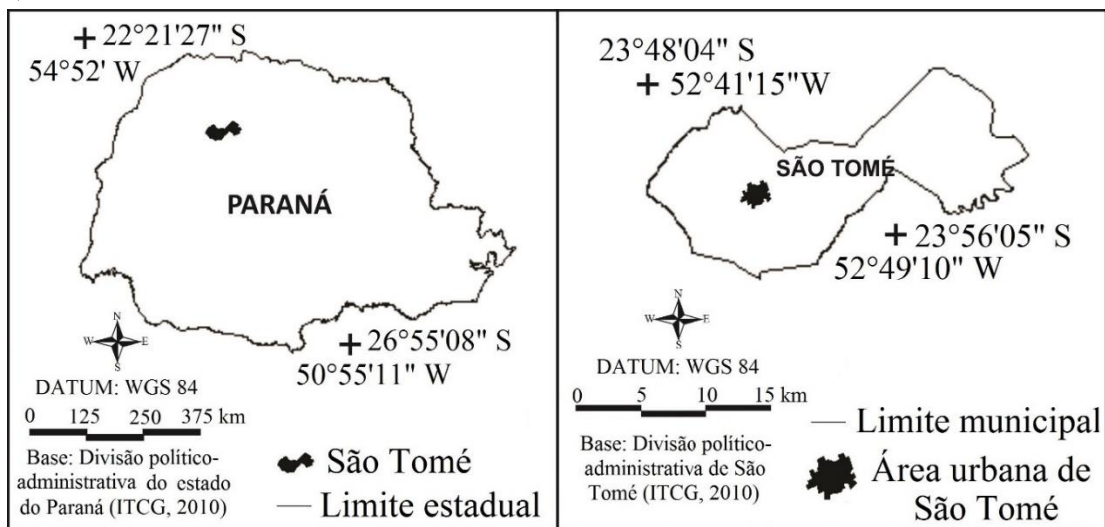 22°21'27" S
54°52' W
PARANÁ
26°55'08" S
50°55'11" W
N
W E
S
DATUM: WGS 84
0 125 250 375 km
Base: Divisão político-
administrativa do estado
do Paraná (ITCG, 2010)
São Tomé
Limite estadual
23°48'04" S
52°41'15"W
SÃO TOMÉ
23°56'05" S
52°49'10" W
N
W E
S
DATUM: WGS 84
0 5 10 15 km
Base: Divisão político-
administrativa de São
Tomé (ITCG, 2010)
Limite municipal
Área urbana de
São Tomé